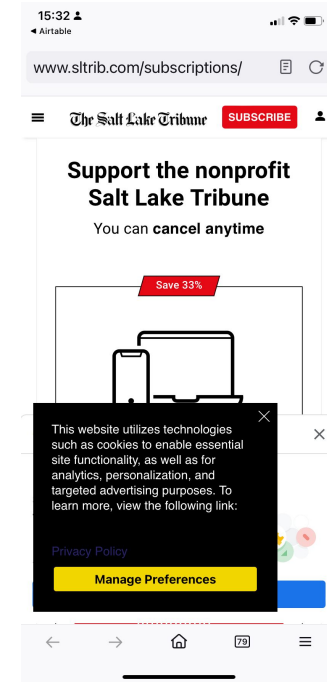 15:32
◀ Airtable
www.sltrib.com/subscriptions/
The Salt Lake Tribune
SUBSCRIBE
Support the nonprofit
Salt Lake Tribune
You can cancel anytime
Save 33%
This website utilizes technologies
such as cookies to enable essential
site functionality, as well as for
analytics, personalization, and
targeted advertising purposes. To
learn more, view the following link:
Privacy Policy
Manage Preferences
79